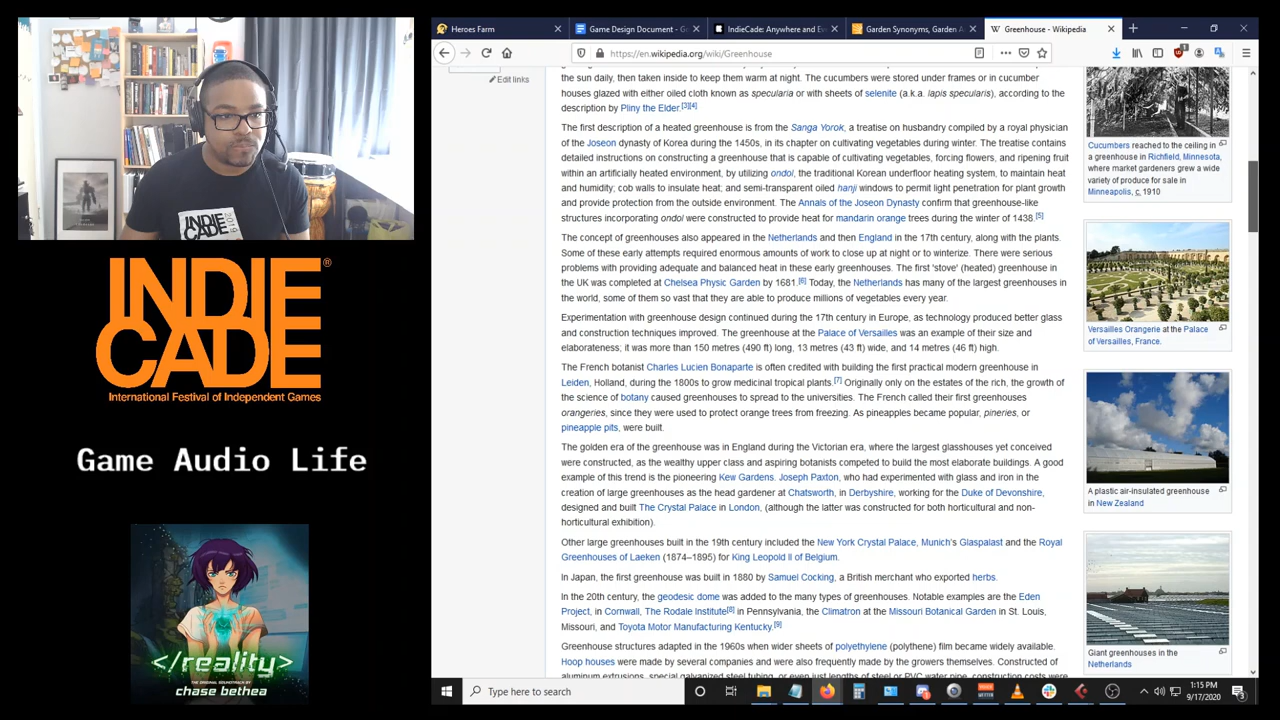 Heroes Farm
Game Design Document - Go
IndieCade: Anywhere and Ev
Garden Synonyms, Garden A
Greenhouse - Wikipedia
https://en.wikipedia.org/wiki/Greenhouse
Edit links
the sun daily, then taken inside to keep them warm at night. The cucumbers were stored under frames or in cucumber
houses glazed with either oiled cloth known as specularia or with sheets of selenite (a.k.a. lapis specularis), according to the
description by Pliny the Elder.[3][4]
The first description of a heated greenhouse is from the Sanga Yorok, a treatise on husbandry compiled by a royal physician
of the Joseon dynasty of Korea during the 1450s, in its chapter on cultivating vegetables during winter. The treatise contains
detailed instructions on constructing a greenhouse that is capable of cultivating vegetables, forcing flowers, and ripening fruit
within an artificially heated environment, by utilizing ondol, the traditional Korean underfloor heating system, to maintain heat
and humidity; cob walls to insulate heat; and semi-transparent oiled hanji windows to permit light penetration for plant growth
and provide protection from the outside environment. The Annals of the Joseon Dynasty confirm that greenhouse-like
structures incorporating ondol were constructed to provide heat for mandarin orange trees during the winter of 1438.[5]
The concept of greenhouses also appeared in the Netherlands and then England in the 17th century, along with the plants.
Some of these early attempts required enormous amounts of work to close up at night or to winterize. There were serious
problems with providing adequate and balanced heat in these early greenhouses. The first 'stove' (heated) greenhouse in
the UK was completed at Chelsea Physic Garden by 1681.[6] Today, the Netherlands has many of the largest greenhouses in
the world, some of them so vast that they are able to produce millions of vegetables every year.
Experimentation with greenhouse design continued during the 17th century in Europe, as technology produced better glass
and construction techniques improved. The greenhouse at the Palace of Versailles was an example of their size and
elaborateness; it was more than 150 metres (490 ft) long, 13 metres (43 ft) wide, and 14 metres (46 ft) high.
The French botanist Charles Lucien Bonaparte is often credited with building the first practical modern greenhouse in
Leiden, Holland, during the 1800s to grow medicinal tropical plants.[7] Originally only on the estates of the rich, the growth of
the science of botany caused greenhouses to spread to the universities. The French called their first greenhouses
orangeries, since they were used to protect orange trees from freezing. As pineapples became popular, pineries, or
pineapple pits, were built.
The golden era of the greenhouse was in England during the Victorian era, where the largest glasshouses yet conceived
were constructed, as the wealthy upper class and aspiring botanists competed to build the most elaborate buildings. A good
example of this trend is the pioneering Kew Gardens. Joseph Paxton, who had experimented with glass and iron in the
creation of large greenhouses as the head gardener at Chatsworth, in Derbyshire, working for the Duke of Devonshire,
designed and built The Crystal Palace in London, (although the latter was constructed for both horticultural and non-
horticultural exhibition).
Other large greenhouses built in the 19th century included the New York Crystal Palace, Munich's Glaspalast and the Royal
Greenhouses of Laeken (1874–1895) for King Leopold II of Belgium.
In Japan, the first greenhouse was built in 1880 by Samuel Cocking, a British merchant who exported herbs.
In the 20th century, the geodesic dome was added to the many types of greenhouses. Notable examples are the Eden
Project, in Cornwall, The Rodale Institute[8] in Pennsylvania, the Climatron at the Missouri Botanical Garden in St. Louis,
Missouri, and Toyota Motor Manufacturing Kentucky.[9]
Greenhouse structures adapted in the 1960s when wider sheets of polyethylene (polythene) film became widely available.
Hoop houses were made by several companies and were also frequently made by the growers themselves. Constructed of
aluminum extrusions, special galvanized steel tubing, or even just lengths of steel or PVC water pipe, construction costs were
Cucumbers reached to the ceiling in
a greenhouse in Richfield, Minnesota,
where market gardeners grew a wide
variety of produce for sale in
Minneapolis, c. 1910
Versailles Orangerie at the Palace
of Versailles, France.
A plastic air-insulated greenhouse
in New Zealand
Giant greenhouses in the
Netherlands
INDIE
CADE
2019
INDIE
CADE®
International Festival of Independent Games
Game Audio Life
</reality>
THE ORIGINAL SOUNDTRACK BY
chase bethea
Type here to search
1:15 PM
9/17/2020
3